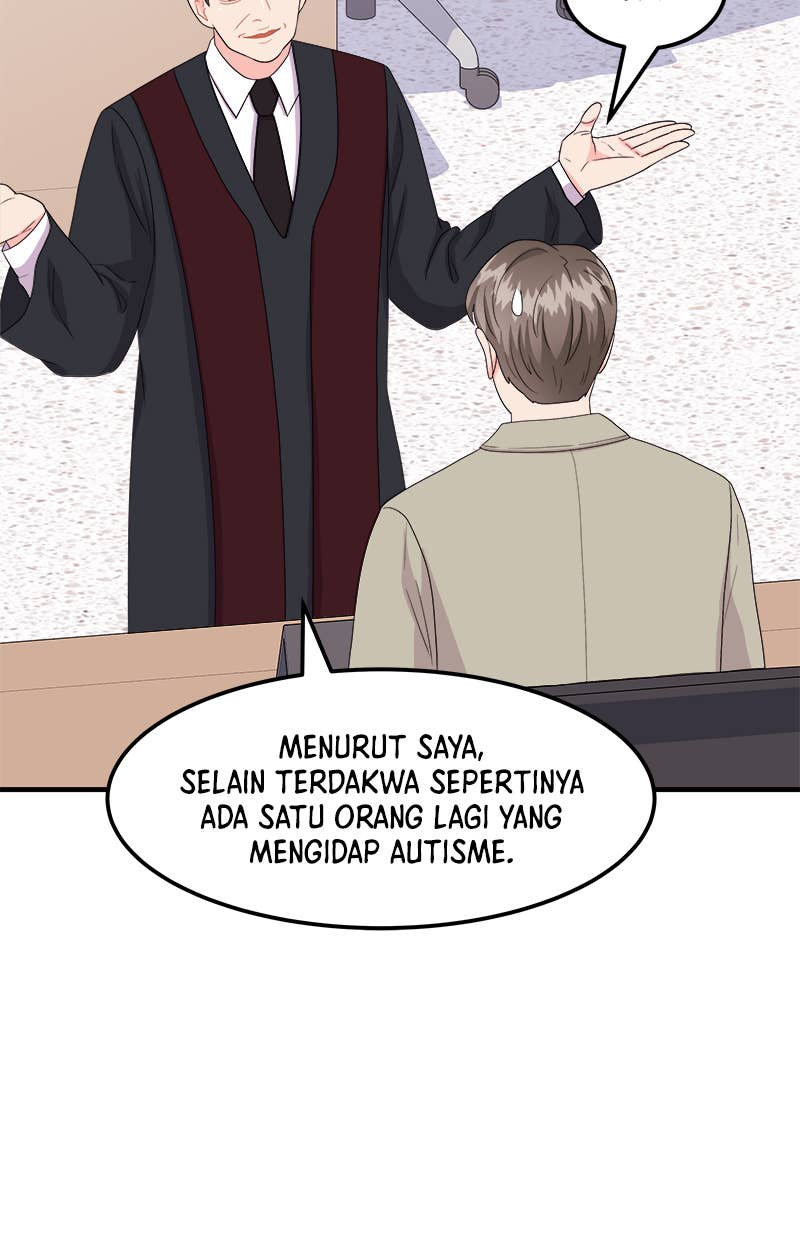 MENURUT SAYA,
SELAIN TERDAKWA SEPERTINYA
ADA SATU ORANG LAGI YANG
MENGIDAP AUTISME.